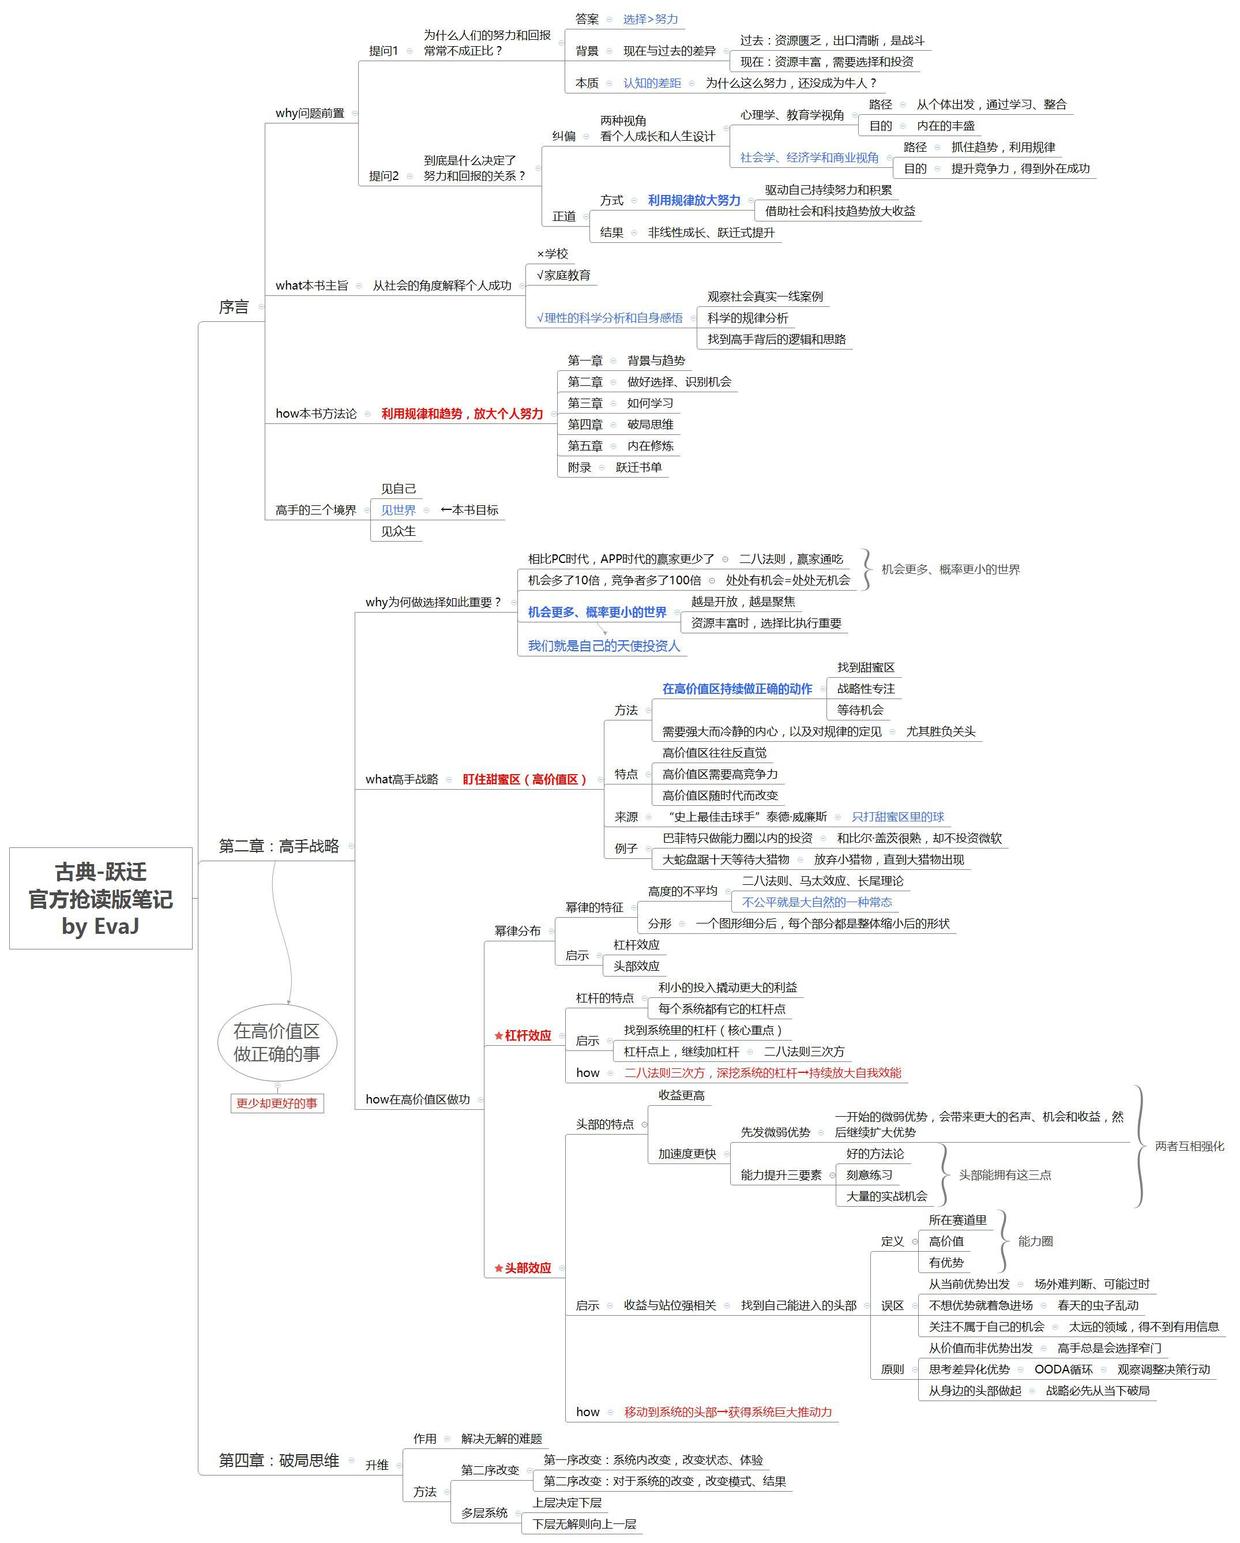 古典-跃迁
官方抢读版笔记
by EvaJ
序言
why问题前置
提问1
为什么人们的努力和回报
常常不成正比？
答案
选择>努力
背景
现在与过去的差异
过去：资源匮乏，出口清晰，是战斗
现在：资源丰富，需要选择和投资
本质
认知的差距
为什么这么努力，还没成为牛人？
提问2
到底是什么决定了
努力和回报的关系？
纠偏
两种视角
看个人成长和人生设计
心理学、教育学视角
路径
从个体出发，通过学习、整合
目的
内在的丰盛
社会学、经济学和商业视角
路径
抓住趋势，利用规律
目的
提升竞争力，得到外在成功
正道
方式
利用规律放大努力
驱动自己持续努力和积累
借助社会和科技趋势放大收益
结果
非线性成长、跃迁式提升
what本书主旨
从社会的角度解释个人成功
×学校
√家庭教育
√理性的科学分析和自身感悟
观察社会真实一线案例
科学的规律分析
找到高手背后的逻辑和思路
how本书方法论
利用规律和趋势，放大个人努力
第一章
背景与趋势
第二章
做好选择、识别机会
第三章
如何学习
第四章
破局思维
第五章
内在修炼
附录
跃迁书单
高手的三个境界
见自己
见世界
←本书目标
见众生
第二章：高手战略
在高价值区
做正确的事
更少却更好的事
why为何做选择如此重要？
相比PC时代，APP时代的赢家更少了
二八法则，赢家通吃
机会多了10倍，竞争者多了100倍
处处有机会=处处无机会
机会更多、概率更小的世界
机会更多、概率更小的世界
越是开放，越是聚焦
资源丰富时，选择比执行重要
我们就是自己的天使投资人
what高手战略
盯住甜蜜区（高价值区）
方法
在高价值区持续做正确的动作
找到甜蜜区
战略性专注
等待机会
需要强大而冷静的内心，以及对规律的定见
尤其胜负关头
特点
高价值区往往反直觉
高价值区需要高竞争力
高价值区随时代而改变
来源
“史上最佳击球手”泰德·威廉斯
只打甜蜜区里的球
例子
巴菲特只做能力圈以内的投资
和比尔·盖茨很熟，却不投资微软
大蛇盘踞十天等待大猎物
放弃小猎物，直到大猎物出现
how在高价值区做功
幂律分布
幂律的特征
高度的不平均
二八法则、马太效应、长尾理论
不公平就是大自然的一种常态
分形
一个图形细分后，每个部分都是整体缩小后的形状
启示
杠杆效应
头部效应
杠杆效应
杠杆的特点
利小的投入撬动更大的利益
每个系统都有它的杠杆点
启示
找到系统里的杠杆（核心重点）
杠杆点上，继续加杠杆
二八法则三次方
how
二八法则三次方，深挖系统的杠杆→持续放大自我效能
头部效应
头部的特点
收益更高
加速度更快
先发微弱优势
一开始的微弱优势，会带来更大的名声、机会和收益，然
后继续扩大优势
能力提升三要素
好的方法论
刻意练习
大量的实战机会
头部能拥有这三点
两者互相强化
启示
收益与站位强相关
找到自己能进入的头部
定义
所在赛道里
高价值
有优势
能力圈
误区
从当前优势出发
场外难判断、可能过时
不想优势就着急进场
春天的虫子乱动
关注不属于自己的机会
太远的领域，得不到有用信息
原则
从价值而非优势出发
高手总是会选择窄门
思考差异化优势
OODA循环
观察调整决策行动
从身边的头部做起
战略必先从当下破局
how
移动到系统的头部→获得系统巨大推动力
第四章：破局思维
升维
作用
解决无解的难题
方法
第二序改变
第一序改变：系统内改变，改变状态、体验
第二序改变：对于系统的改变，改变模式、结果
多层系统
上层决定下层
下层无解则向上一层